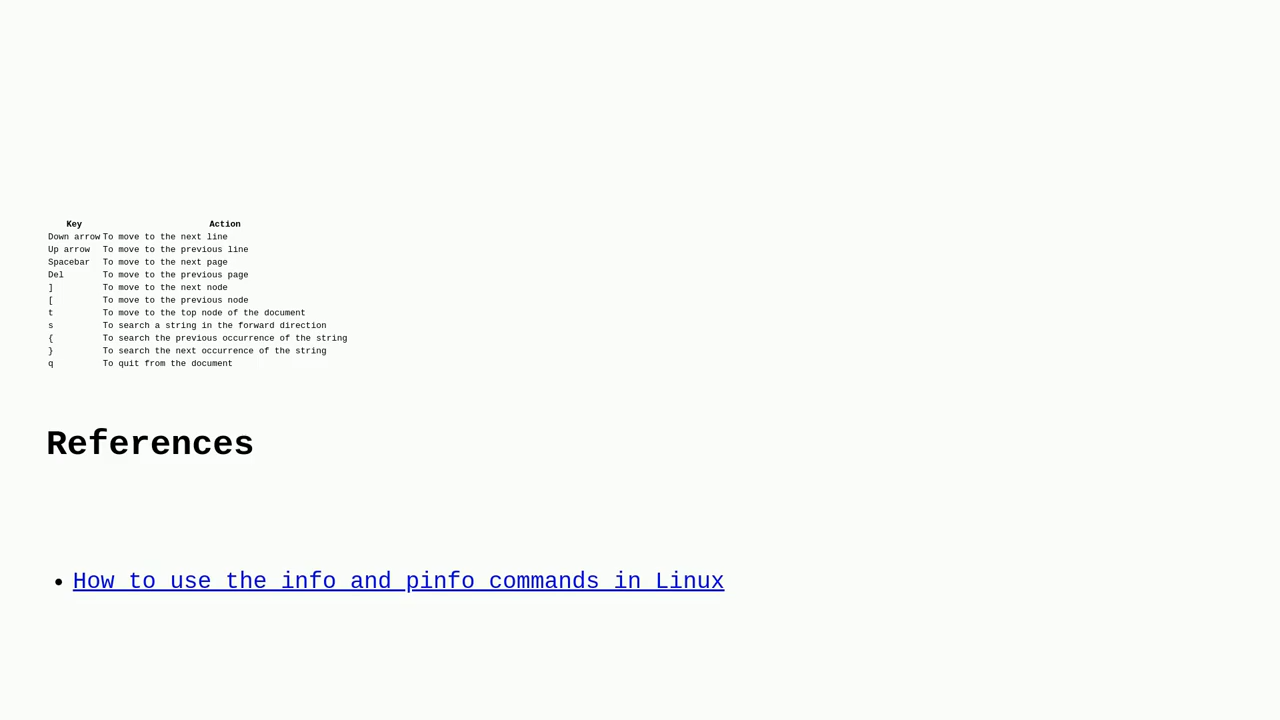 Key Action
Down arrow To move to the next line
Up arrow To move to the previous line
Spacebar To move to the next page
Del To move to the previous page
] To move to the next node
[ To move to the previous node
t To move to the top node of the document
s To search a string in the forward direction
{ To search the previous occurrence of the string
} To search the next occurrence of the string
q To quit from the document
References
• How to use the info and pinfo commands in Linux